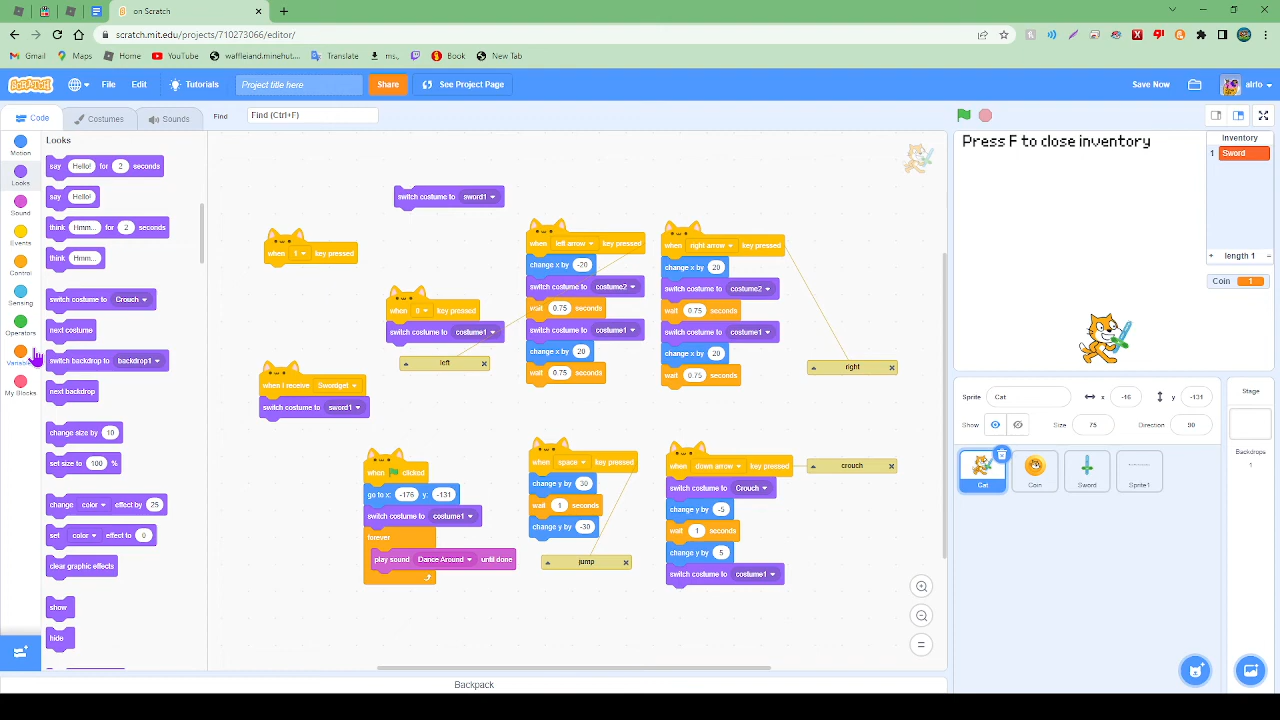 on Scratch
scratch.mit.edu/projects/710273066/editor/
Gmail Maps Home YouTube waffleland.minehut.... Translate ms, Book New Tab
File Edit Tutorials Project title here Share See Project Page Save Now alrfo
Code Costumes Sounds Find Find (Ctrl+F)
Motion
Looks
Sound
Events
Control
Sensing
Operators
Variables
My Blocks
Looks
say Hello! for 2 seconds
say Hello!
think Hmm... for 2 seconds
think Hmm...
switch costume to Crouch
next costume
switch backdrop to backdrop1
next backdrop
change size by 10
set size to 100 %
change color effect by 25
set color effect to 0
clear graphic effects
show
hide
switch costume to sword1
when 1 key pressed
when 0 key pressed
switch costume to costume1
left
when I receive Swordget
switch costume to sword1
when left arrow key pressed
change x by -20
switch costume to costume2
wait 0.75 seconds
switch costume to costume1
change x by 20
wait 0.75 seconds
when right arrow key pressed
change x by 20
switch costume to costume2
wait 0.75 seconds
switch costume to costume1
change x by 20
wait 0.75 seconds
right
when clicked
go to x: -176 y: -131
switch costume to costume1
forever
play sound Dance Around until done
when space key pressed
change y by 30
wait 1 seconds
change y by -30
jump
when down arrow key pressed
switch costume to Crouch
change y by -5
wait 1 seconds
change y by 5
switch costume to costume1
crouch
Backpack
Press F to close inventory
Inventory
1 Sword
+ length 1 =
Coin 1
Sprite Cat x -16 y -131
Show Size 75 Direction 90
Cat Coin Sword Sprite1
Stage
Backdrops
1